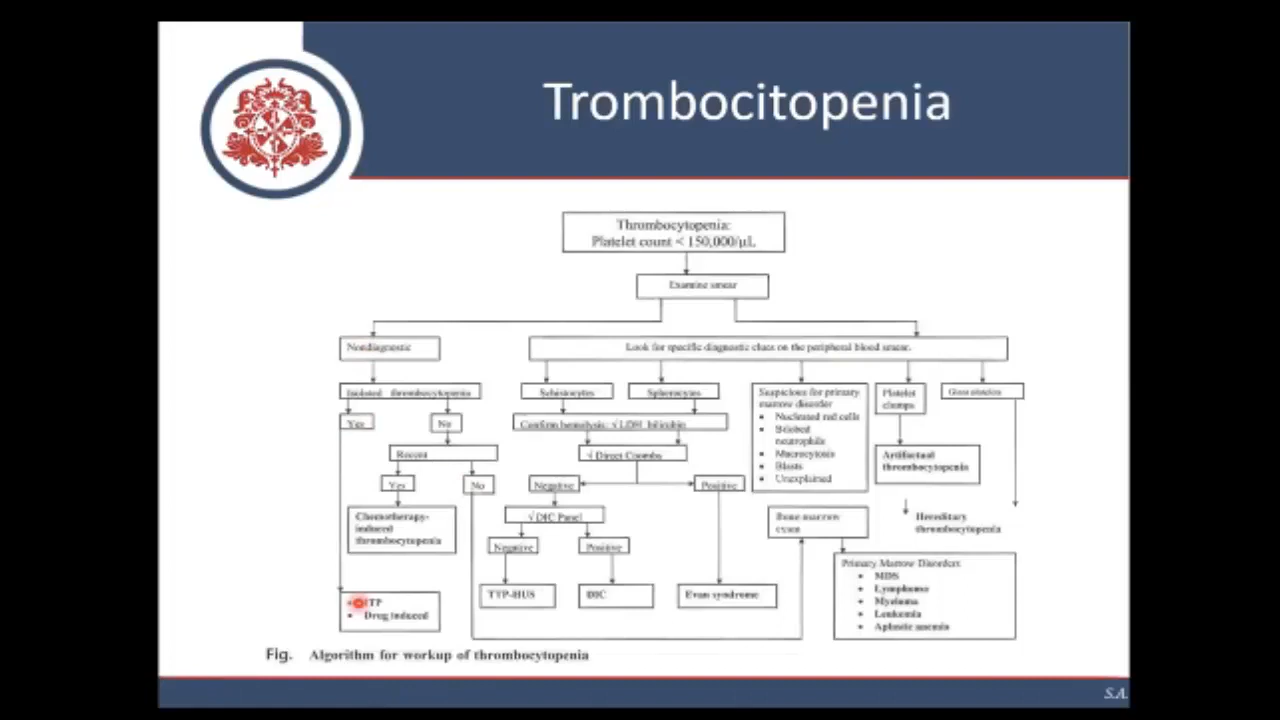 Trombocitopenia
Thrombocytopenia:
Platelet count < 150,000/µL
Examine smear
Nondiagnostic
Look for specific diagnostic clues on the peripheral blood smear.
Isolated thrombocytopenia
Schistocytes
Spherocytes
Suspicious for primary
marrow disorder
• Nucleated red cells
• Bilobed
neutrophils
• Macrocytosis
• Blasts
• Unexplained
Platelet
clumps
Giant platelets
Yes
No
Confirm hemolysis: √ LDH bilirubin
Recent
√ Direct Coombs
Artifactual
thrombocytopenia
Yes
No
Negative
Positive
Chemotherapy-
induced
thrombocytopenia
√ DIC Panel
Bone marrow
exam
Hereditary
thrombocytopenia
Negative
Positive
TTP-HUS
DIC
Evan syndrome
Primary Marrow Disorders
• MDS
• Lymphoma
• Myeloma
• Leukemia
• Aplastic anemia
ITP
• Drug induced
Fig. Algorithm for workup of thrombocytopenia
S.A.